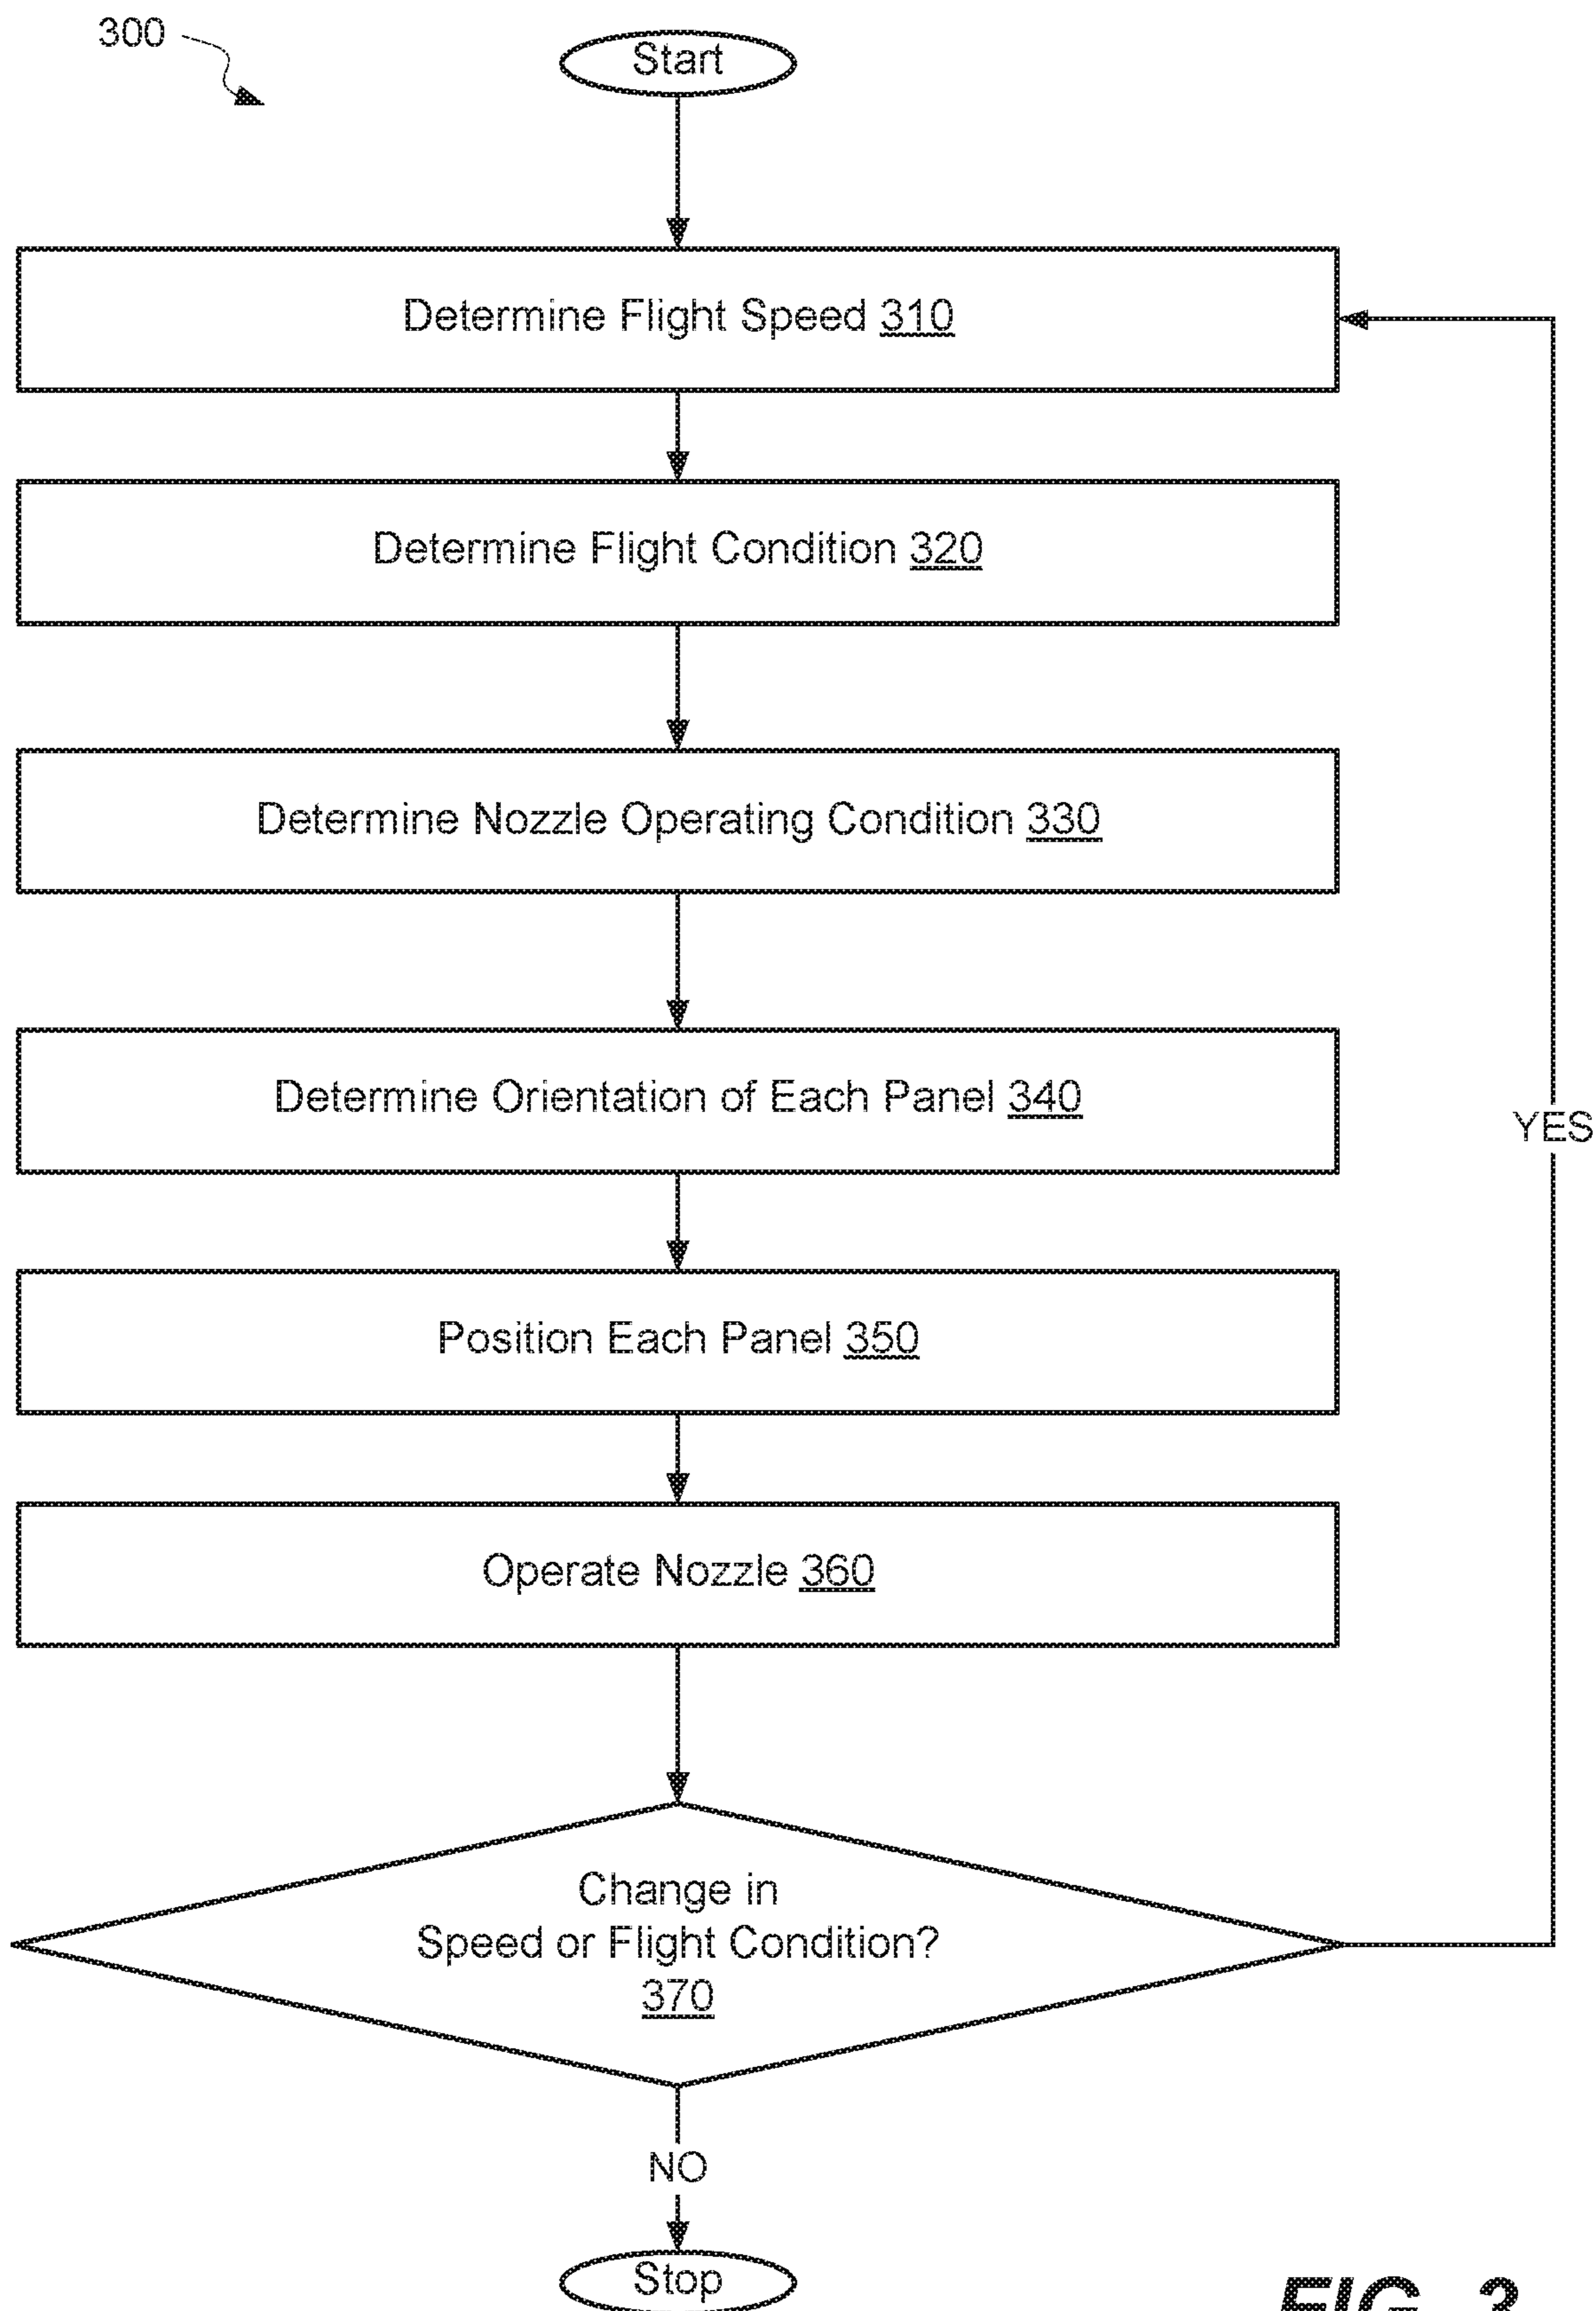 300
Start
Determine Flight Speed 310
Determine Flight Condition 320
Determine Nozzle Operating Condition 330
Determine Orientation of Each Panel 340
YES
Position Each Panel 350
Operate Nozzle 360
Change in
Speed or Flight Condition?
370
NO
Stop
FIG. 3